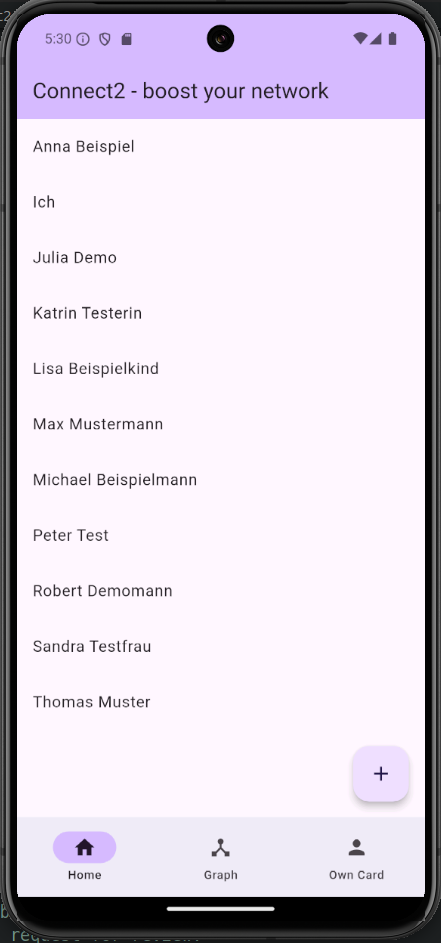 5:30
Connect2 - boost your network
Anna Beispiel
Ich
Julia Demo
Katrin Testerin
Lisa Beispielkind
Max Mustermann
Michael Beispielmann
Peter Test
Robert Demomann
Sandra Testfrau
Thomas Muster
+
Home Graph Own Card